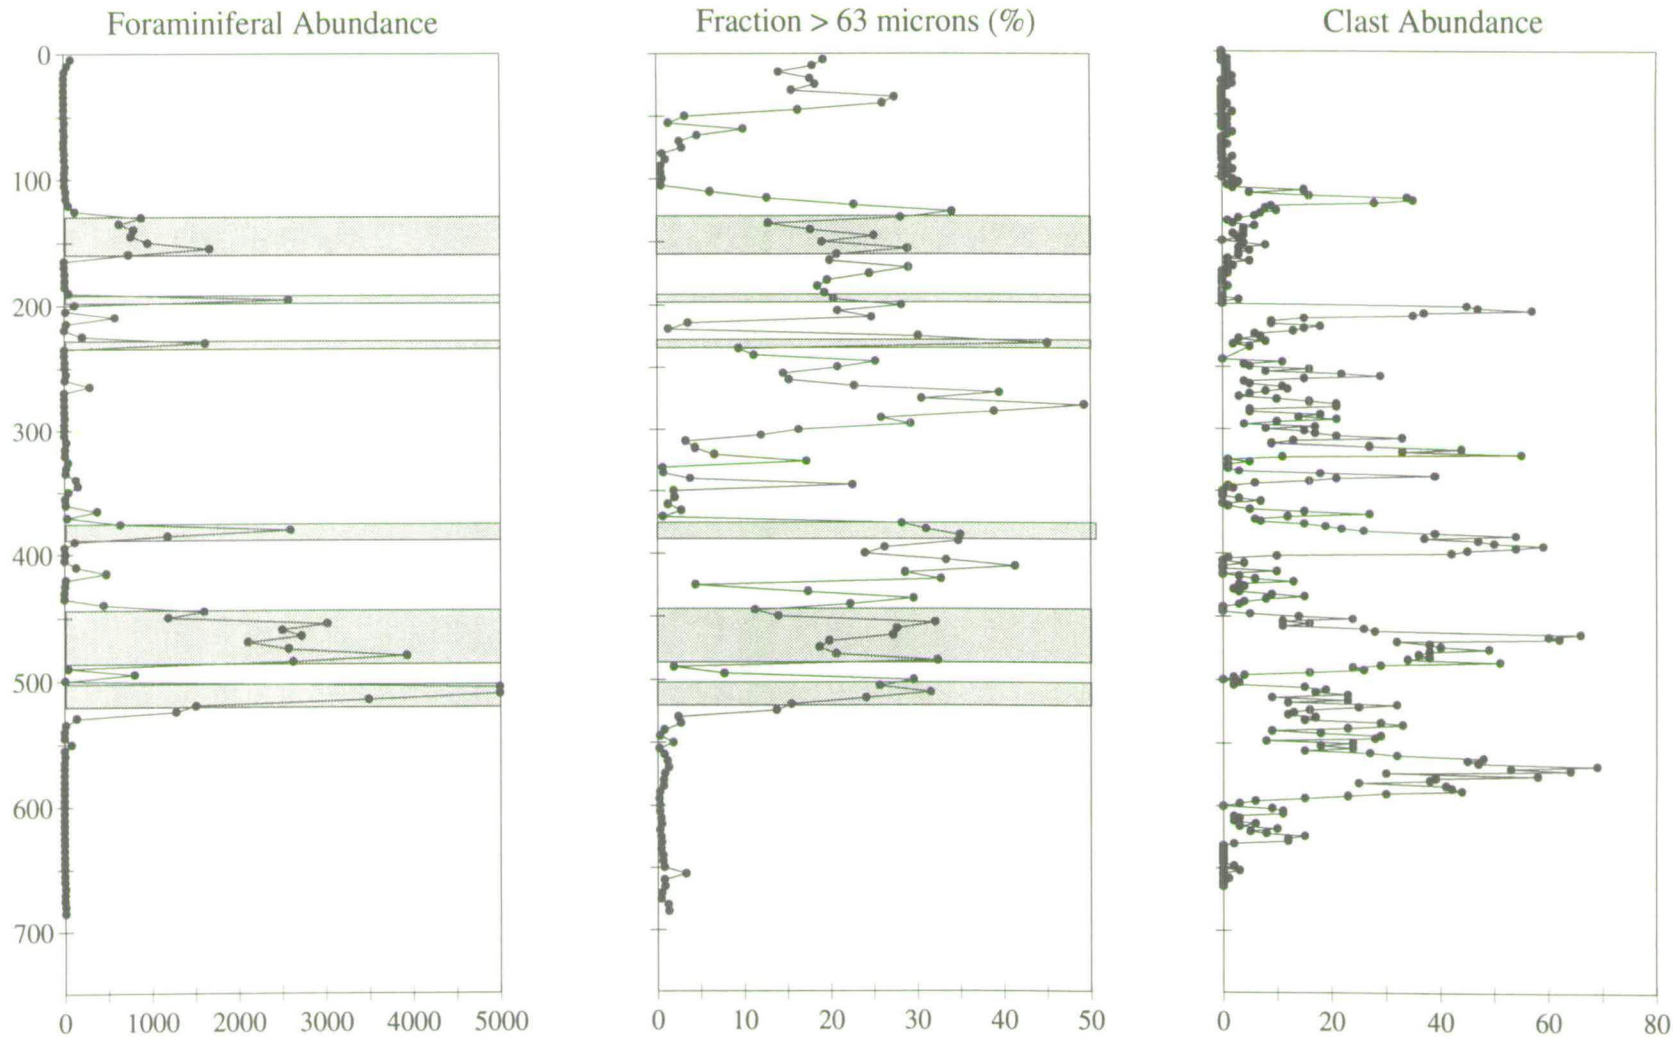 Foraminiferal Abundance
Fraction > 63 microns (%)
Clast Abundance
0
100
200
300
400
500
600
700
0 1000 2000 3000 4000 5000
0 10 20 30 40 50
0 20 40 60 80